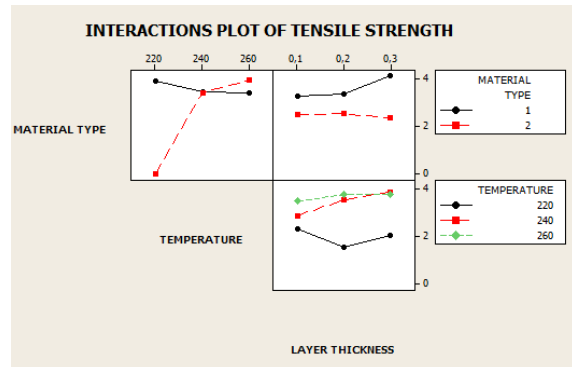 INTERACTIONS PLOT OF TENSILE STRENGTH
220 240 260 0,1 0,2 0,3
4
2
0
MATERIAL TYPE
MATERIAL
TYPE
1
2
4
2
0
TEMPERATURE
TEMPERATURE
220
240
260
LAYER THICKNESS